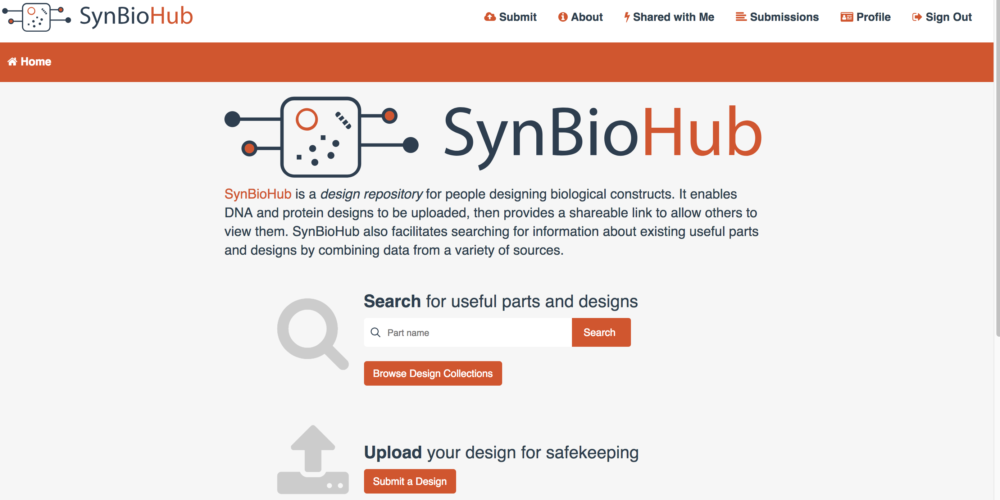 SynBioHub
Submit
About
Shared with Me
Submissions
Profile
Sign Out
Home
SynBioHub
SynBioHub is a design repository for people designing biological constructs. It enables
DNA and protein designs to be uploaded, then provides a shareable link to allow others to
view them. SynBioHub also facilitates searching for information about existing useful parts
and designs by combining data from a variety of sources.
Search for useful parts and designs
Part name
Search
Browse Design Collections
Upload your design for safekeeping
Submit a Design